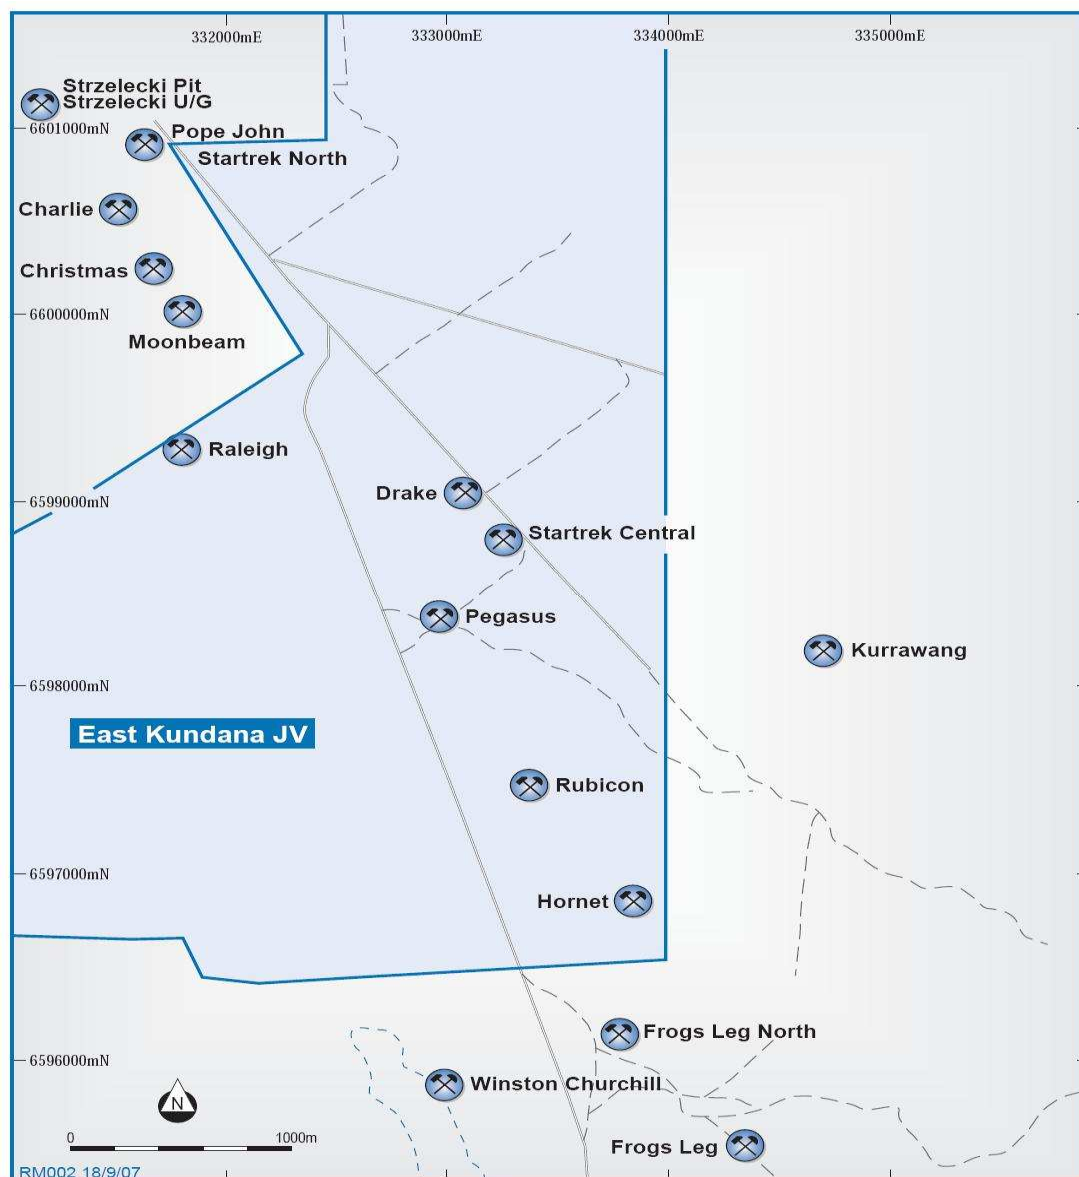 332000mE
333000mE
334000mE
335000mE
Strzelecki Pit
Strzelecki U/G
6601000mN
Pope John
Startrek North
Charlie
Christmas
6600000mN
Moonbeam
Raleigh
Drake
6599000mN
Startrek Central
Pegasus
Kurrawang
6598000mN
East Kundana JV
Rubicon
6597000mN
Hornet
Frogs Leg North
6596000mN
Winston Churchill
N
0
1000m
Frogs Leg
RM002 18/9/07